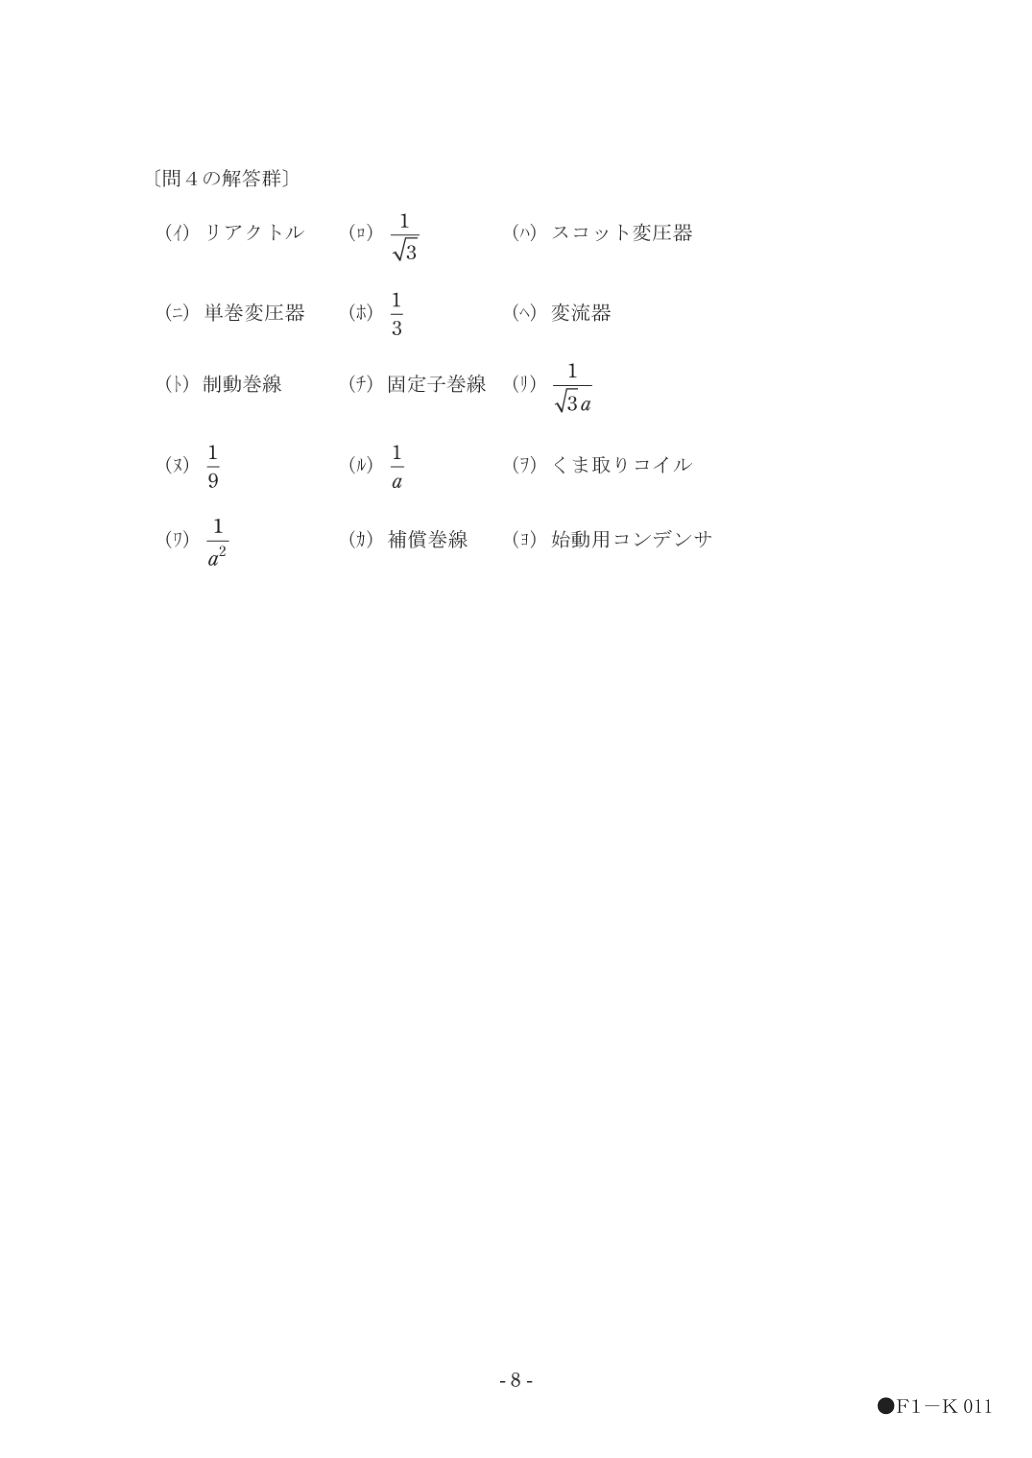 〔問４の解答群〕
(ｲ) リアクトル (ﾛ) 1/√3 (ﾊ) スコット変圧器
(ﾆ) 単巻変圧器 (ﾎ) 1/3 (ﾍ) 変流器
(ﾄ) 制動巻線 (ﾁ) 固定子巻線 (ﾘ) 1/(√3a)
(ﾇ) 1/9 (ﾙ) 1/a (ｦ) くま取りコイル
(ﾜ) 1/a² (ｶ) 補償巻線 (ﾖ) 始動用コンデンサ
- 8 -
●F1－K 011